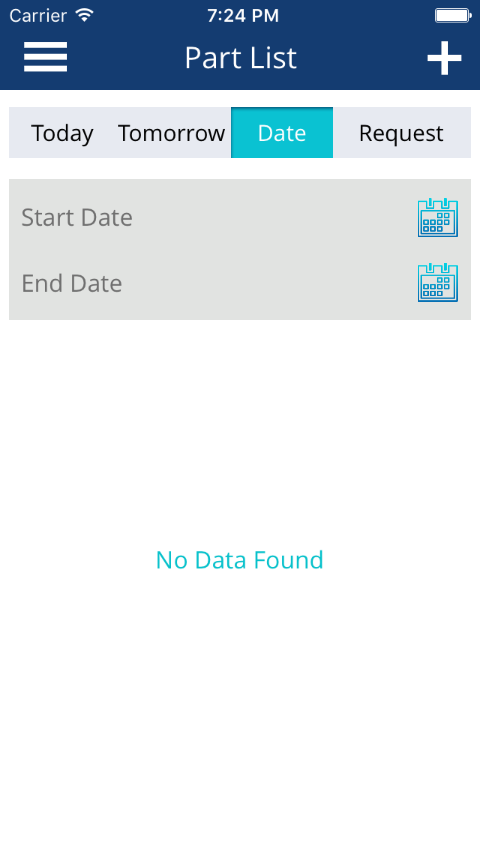 Carrier 7:24 PM
Part List
Today Tomorrow Date Request
Start Date
End Date
No Data Found